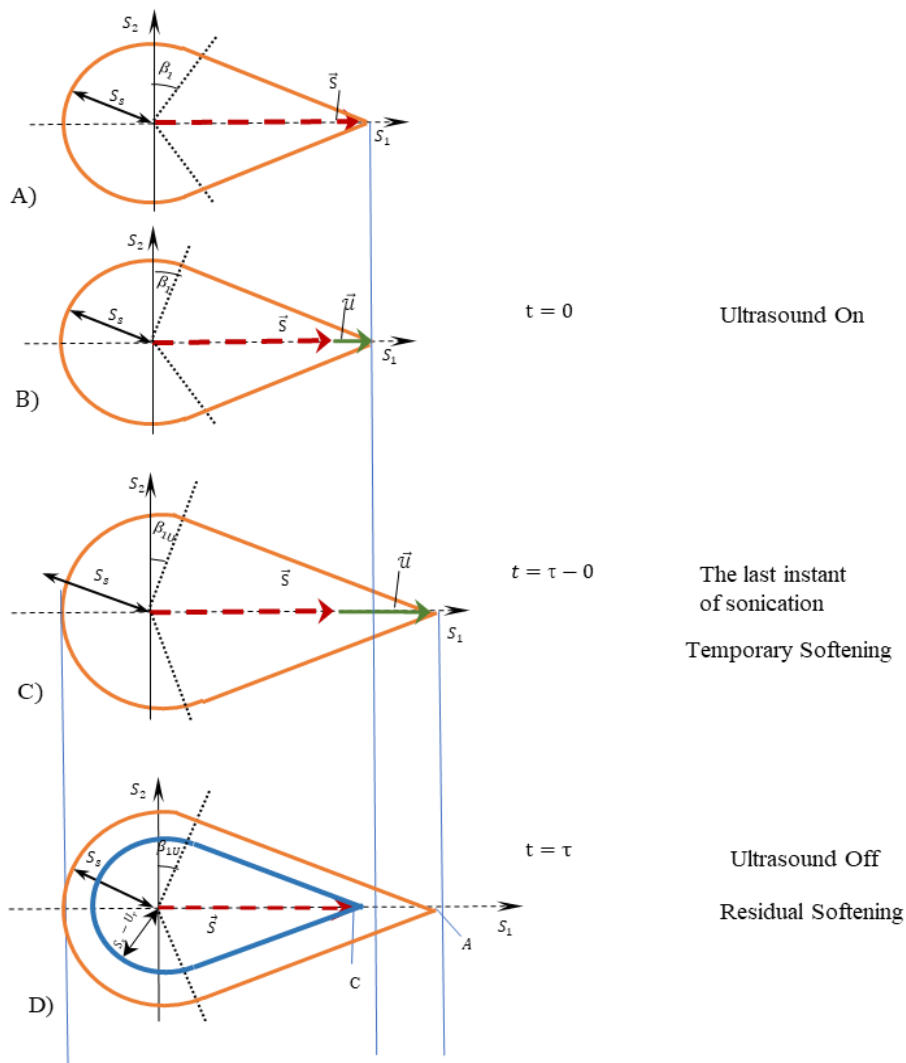 S₂
β₁
S⃗
Sₛ
S₁
A)
S₂
β₁
u⃗
t = 0
Ultrasound On
Sₛ
S⃗
S₁
B)
S₂
β₁U
u⃗
t = τ − 0
The last instant
of sonication
Sₛ
S⃗
S₁
Temporary Softening
C)
S₂
t = τ
Ultrasound Off
Sₛ
β₁U
S⃗
S₁
Residual Softening
A
C
D)